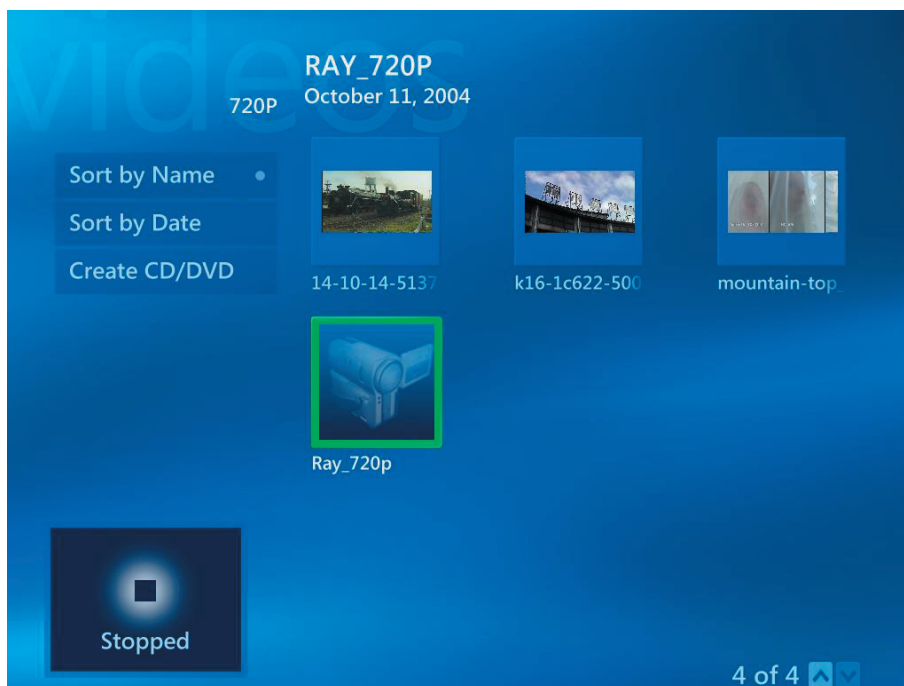 videos
RAY_720P
October 11, 2004
720P
Sort by Name
Sort by Date
Create CD/DVD
14-10-14-5137
k16-1c622-500
mountain-top_
Ray_720p
Stopped
4 of 4